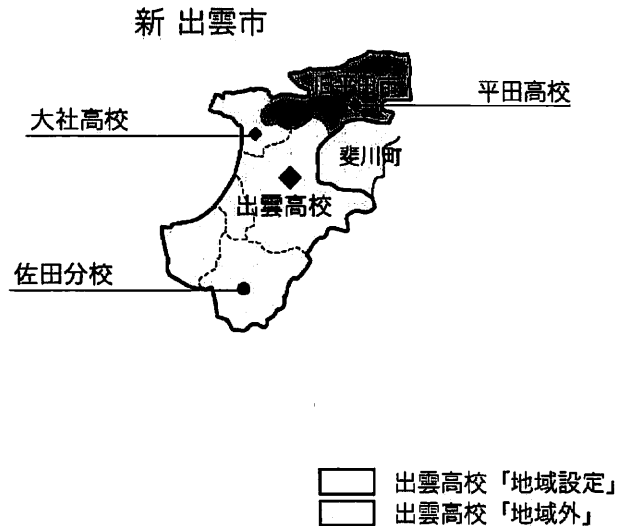 新 出雲市
平田高校
大社高校
斐川町
出雲高校
佐田分校
出雲高校「地域設定」
出雲高校「地域外」